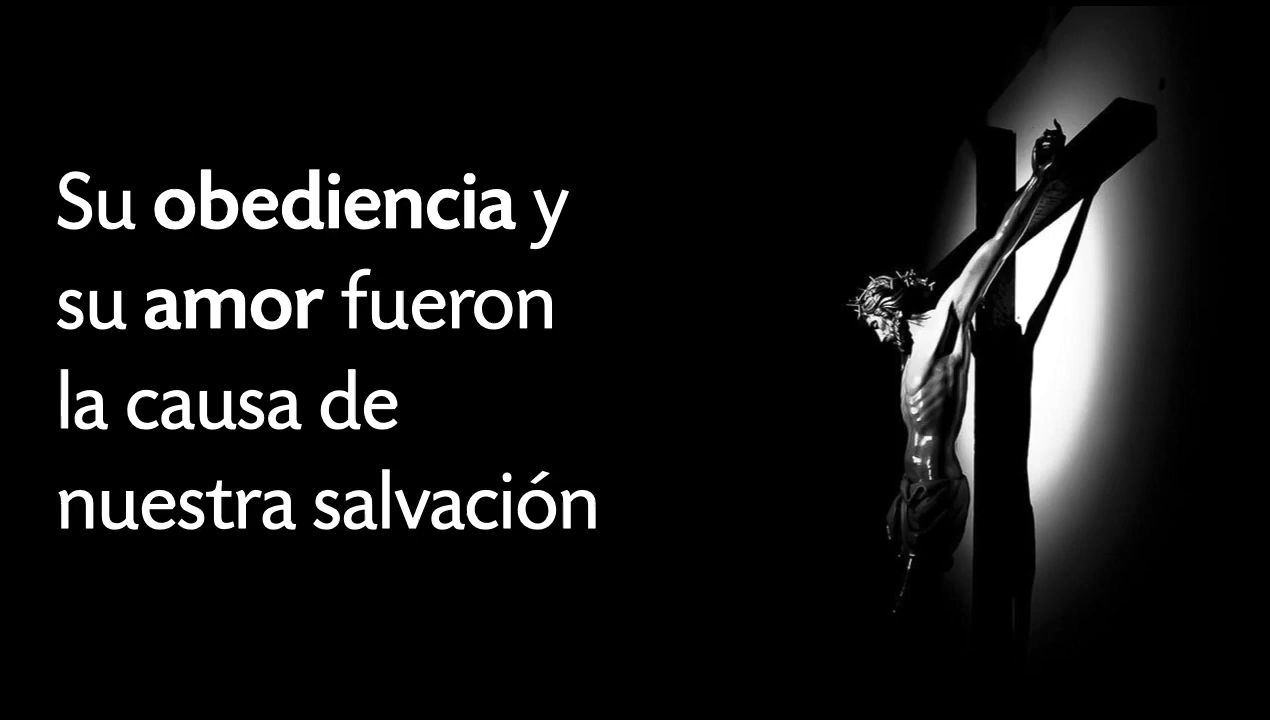 Su obediencia y
su amor fueron
la causa de
nuestra salvación